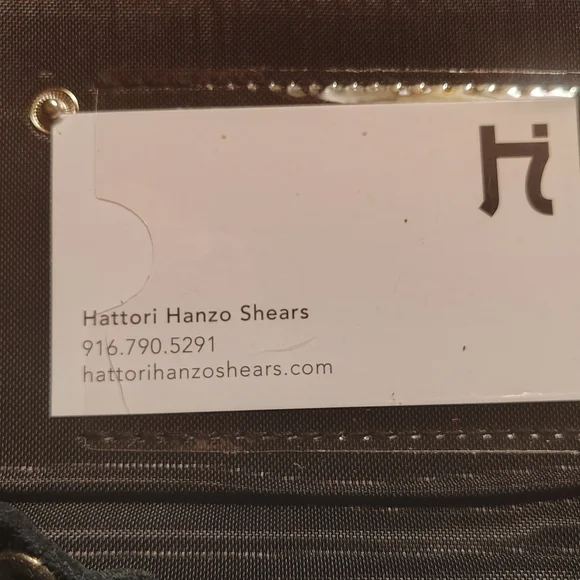 Hattori Hanzo Shears
916.790.5291
hattorihanzoshears.com